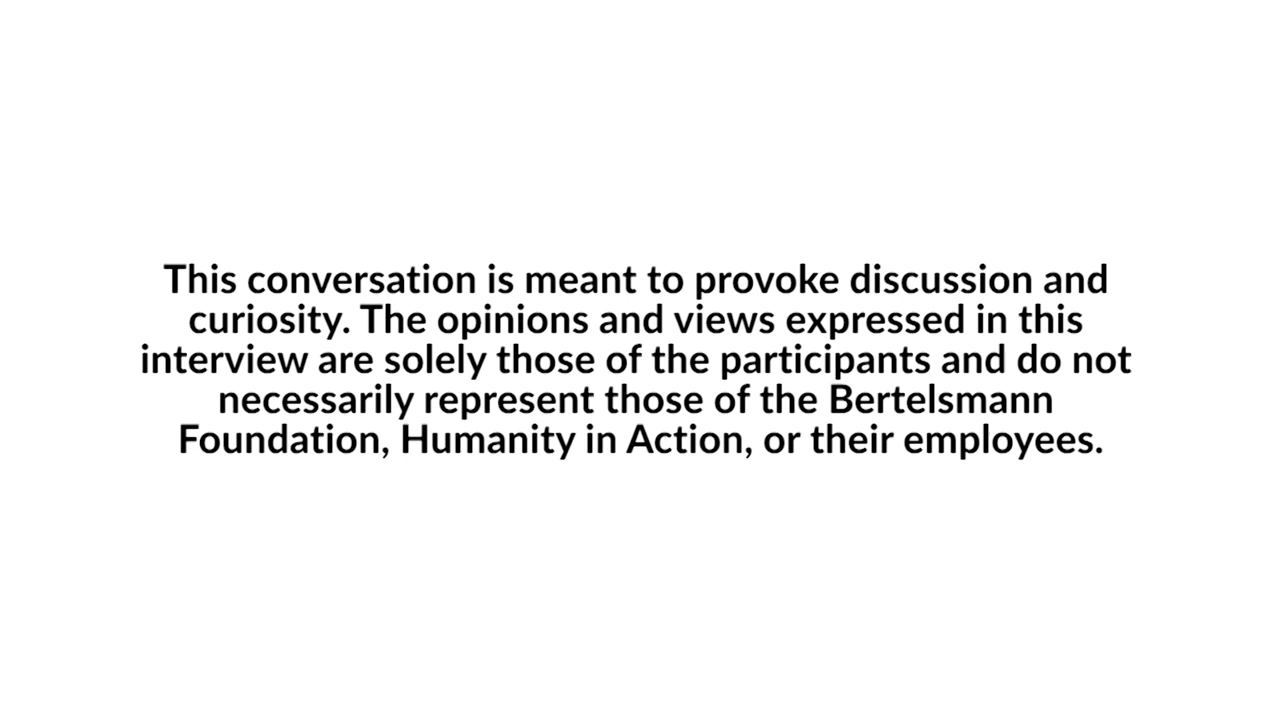 This conversation is meant to provoke discussion and
curiosity. The opinions and views expressed in this
interview are solely those of the participants and do not
necessarily represent those of the Bertelsmann
Foundation, Humanity in Action, or their employees.